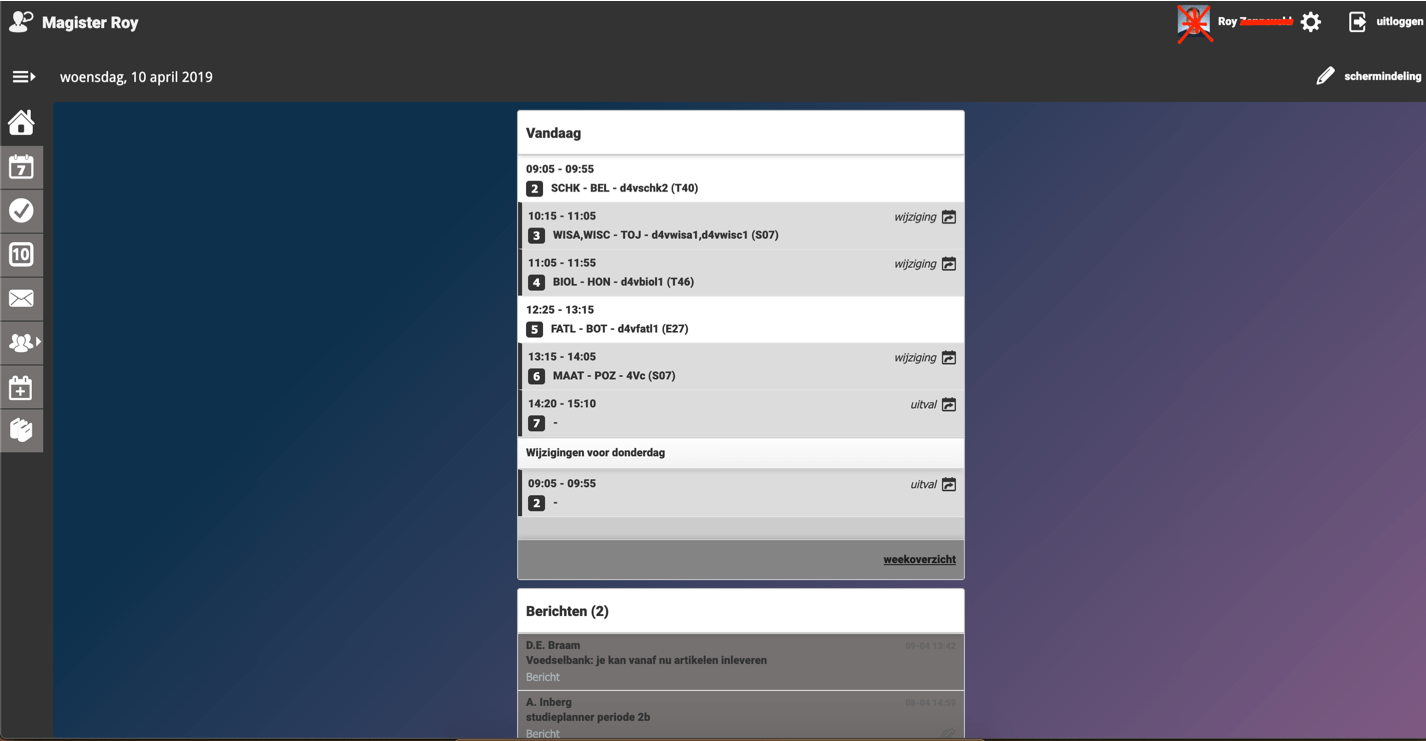 Magister Roy
Roy
uitloggen
woensdag, 10 april 2019
schermindeling
7
10
Vandaag
09:05 - 09:55
2 SCHK - BEL - d4vschk2 (T40)
10:15 - 11:05 wijziging
3 WISA,WISC - TOJ - d4vwisa1,d4vwisc1 (S07)
11:05 - 11:55 wijziging
4 BIOL - HON - d4vbiol1 (T46)
12:25 - 13:15
5 FATL - BOT - d4vfatl1 (E27)
13:15 - 14:05 wijziging
6 MAAT - POZ - 4Vc (S07)
14:20 - 15:10 uitval
7 -
Wijzigingen voor donderdag
09:05 - 09:55 uitval
2 -
weekoverzicht
Berichten (2)
D.E. Braam 09-04 13:42
Voedselbank: je kan vanaf nu artikelen inleveren
Bericht
A. Inberg
studieplanner periode 2b
Bericht